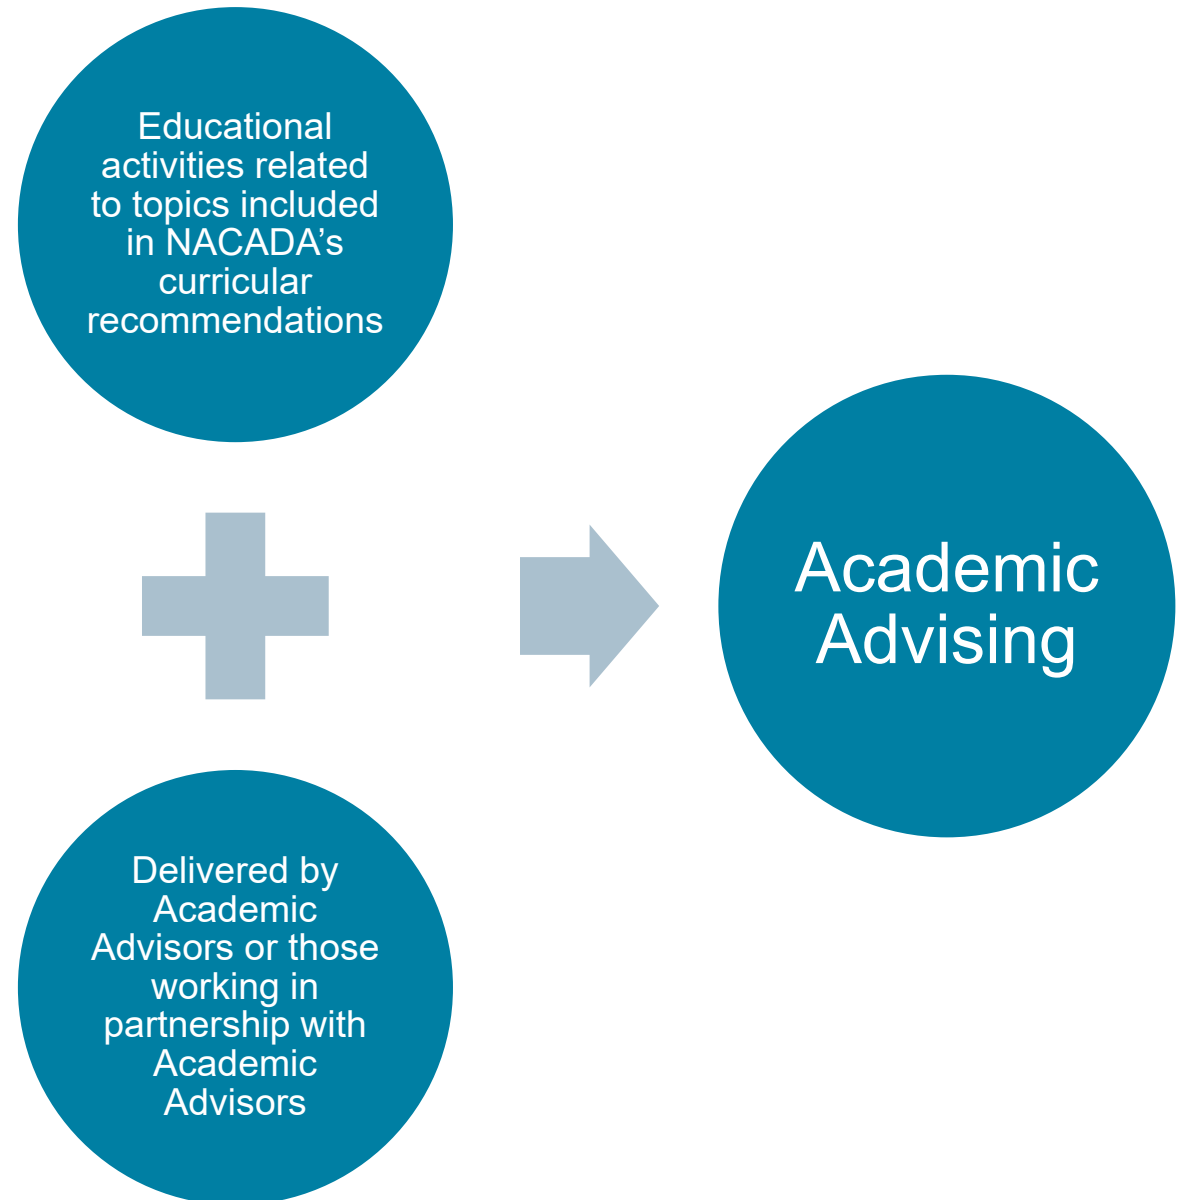 Educational
activities related
to topics included
in NACADA’s
curricular
recommendations
Delivered by
Academic
Advisors or those
working in
partnership with
Academic
Advisors
Academic
Advising